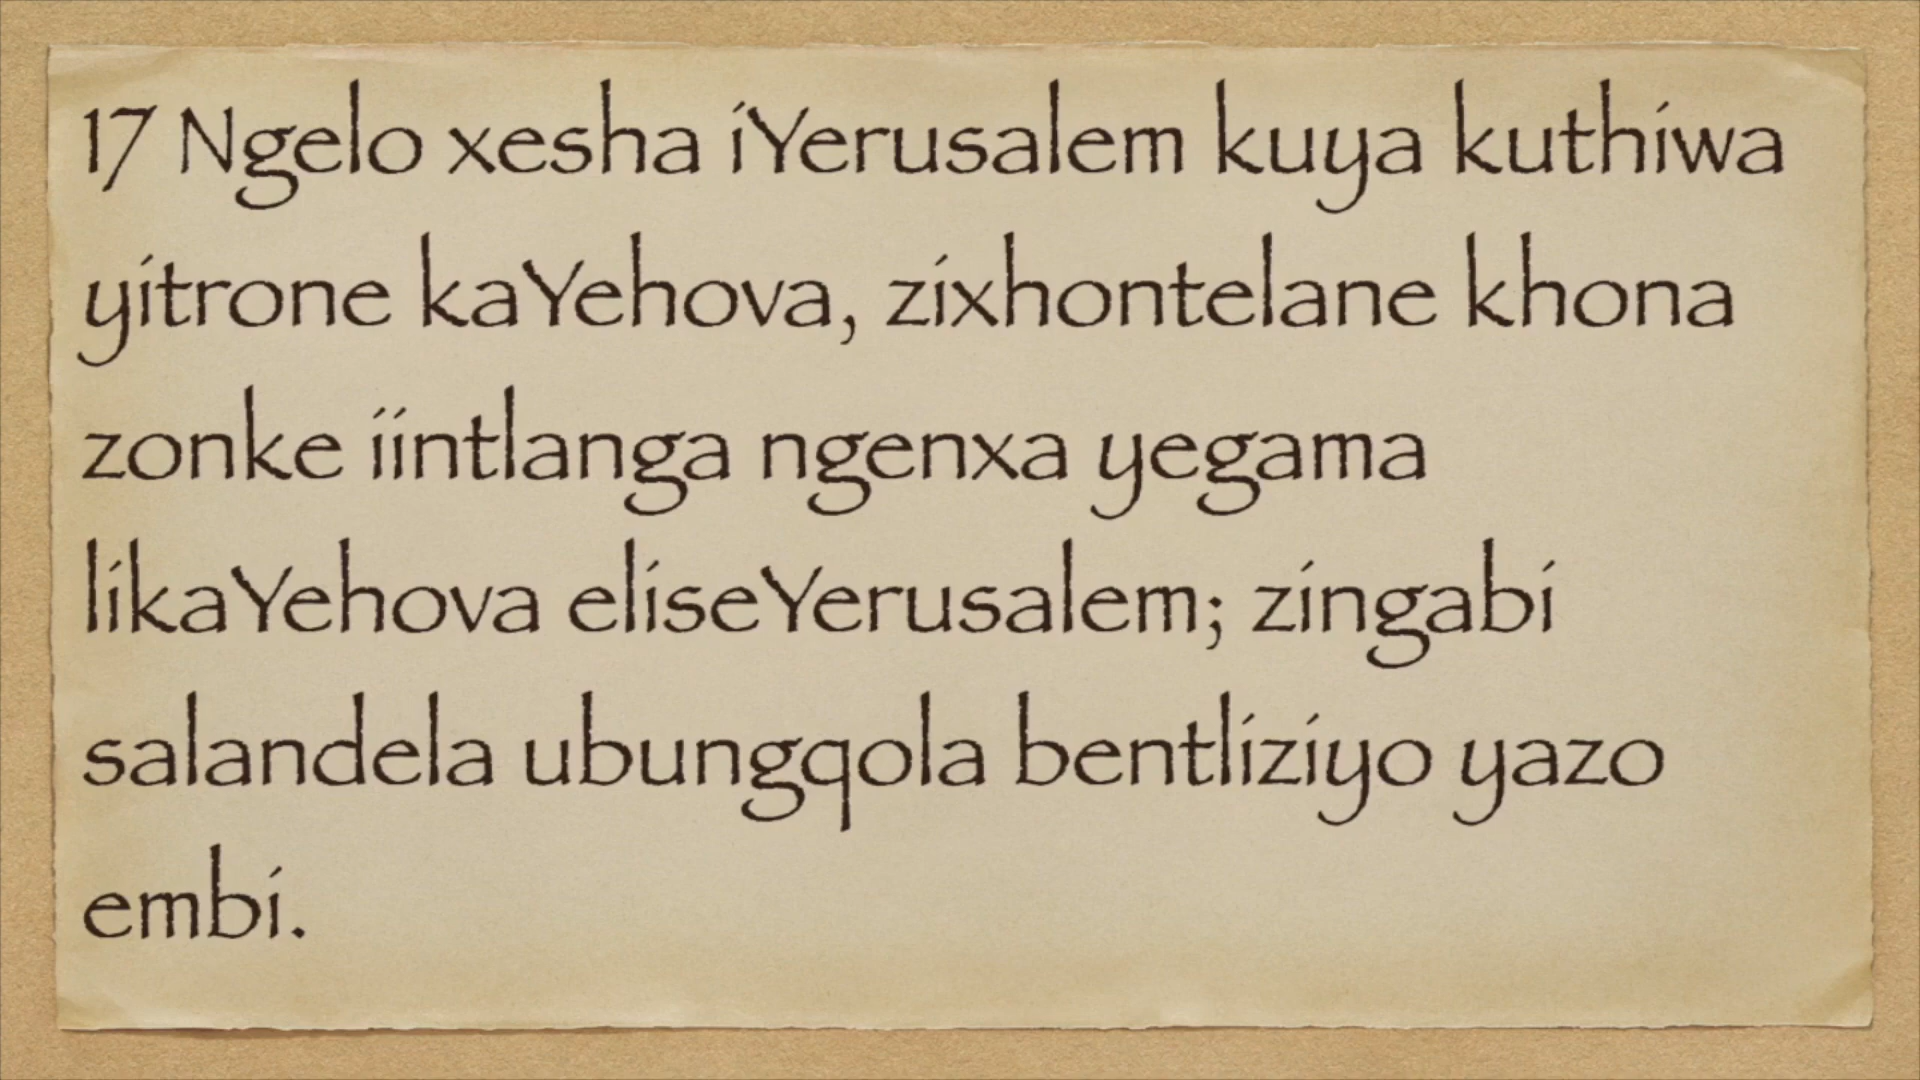 17 Ngelo xesha iYerusalem kuya kuthiwa
yitrone kaYehova, zixhontelane khona
zonke iintlanga ngenxa yegama
likaYehova eliseYerusalem; zingabi
salandela ubungqola bentliziyo yazo
embi.